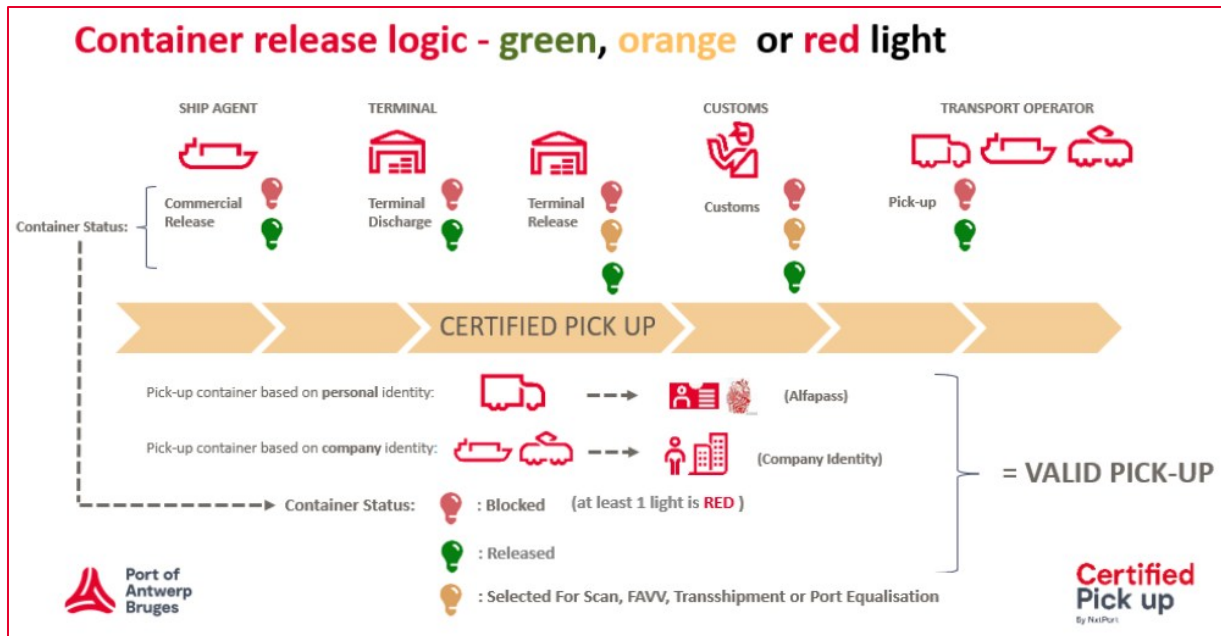 Container release logic - green, orange or red light
SHIP AGENT
TERMINAL
CUSTOMS
TRANSPORT OPERATOR
Container Status:
Commercial
Release
Terminal
Discharge
Terminal
Release
Customs
Pick-up
CERTIFIED PICK UP
Pick-up container based on personal identity:
(Alfapass)
Pick-up container based on company identity:
(Company Identity)
= VALID PICK-UP
Container Status:
: Blocked (at least 1 light is RED )
: Released
: Selected For Scan, FAVV, Transshipment or Port Equalisation
Port of
Antwerp
Bruges
Certified
Pick up
By NxtPort